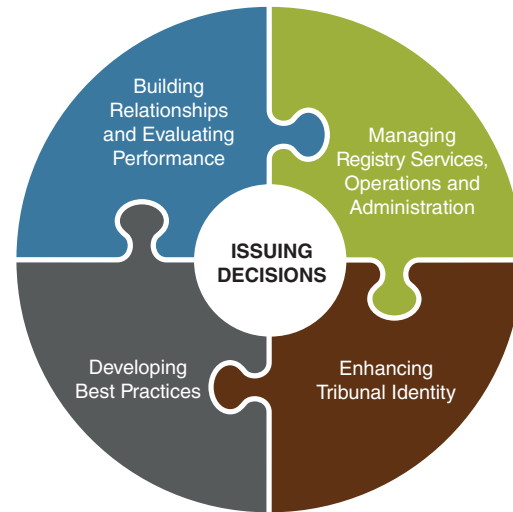 Building
Relationships
and Evaluating
Performance
Managing
Registry Services,
Operations and
Administration
ISSUING
DECISIONS
Developing
Best Practices
Enhancing
Tribunal Identity